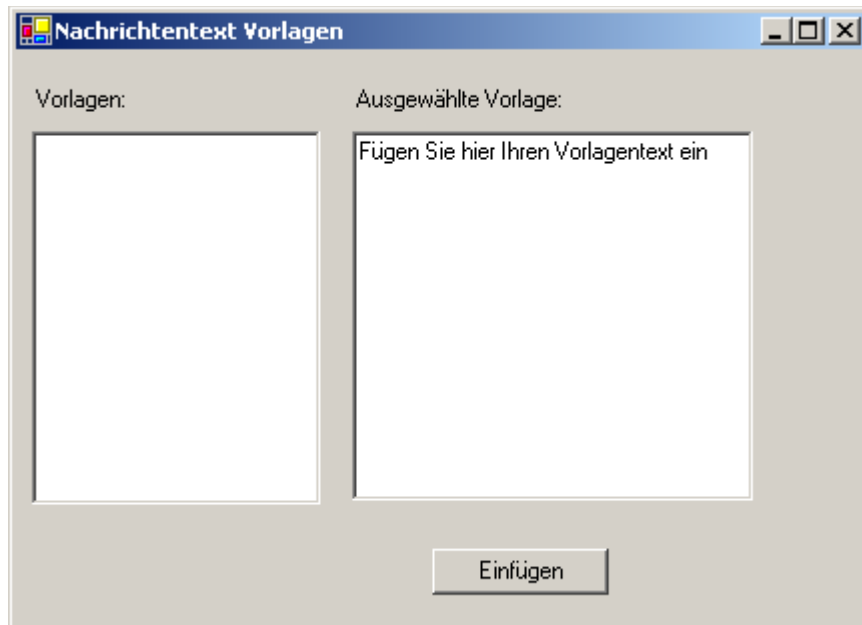 Nachrichtentext Vorlagen
Vorlagen:
Ausgewählte Vorlage:
Fügen Sie hier Ihren Vorlagentext ein
Einfügen